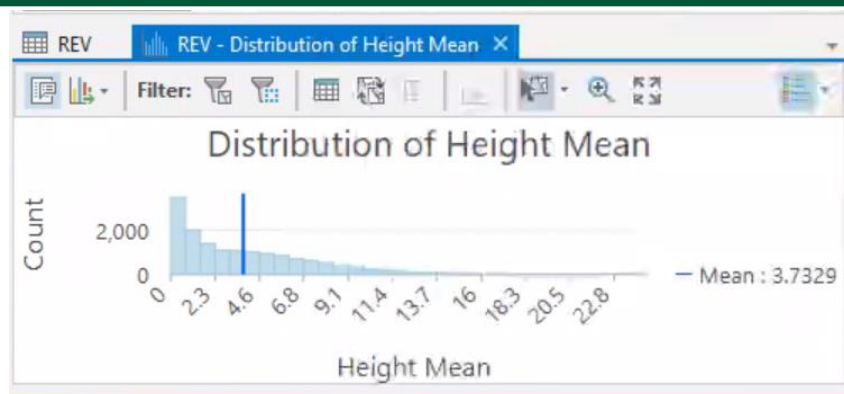 REV
REV - Distribution of Height Mean ×
Filter:
Distribution of Height Mean
Count
2,000
0
0
2.3
4.6
6.8
9.1
11.4
13.7
16
18.3
20.5
22.8
Mean : 3.7329
Height Mean